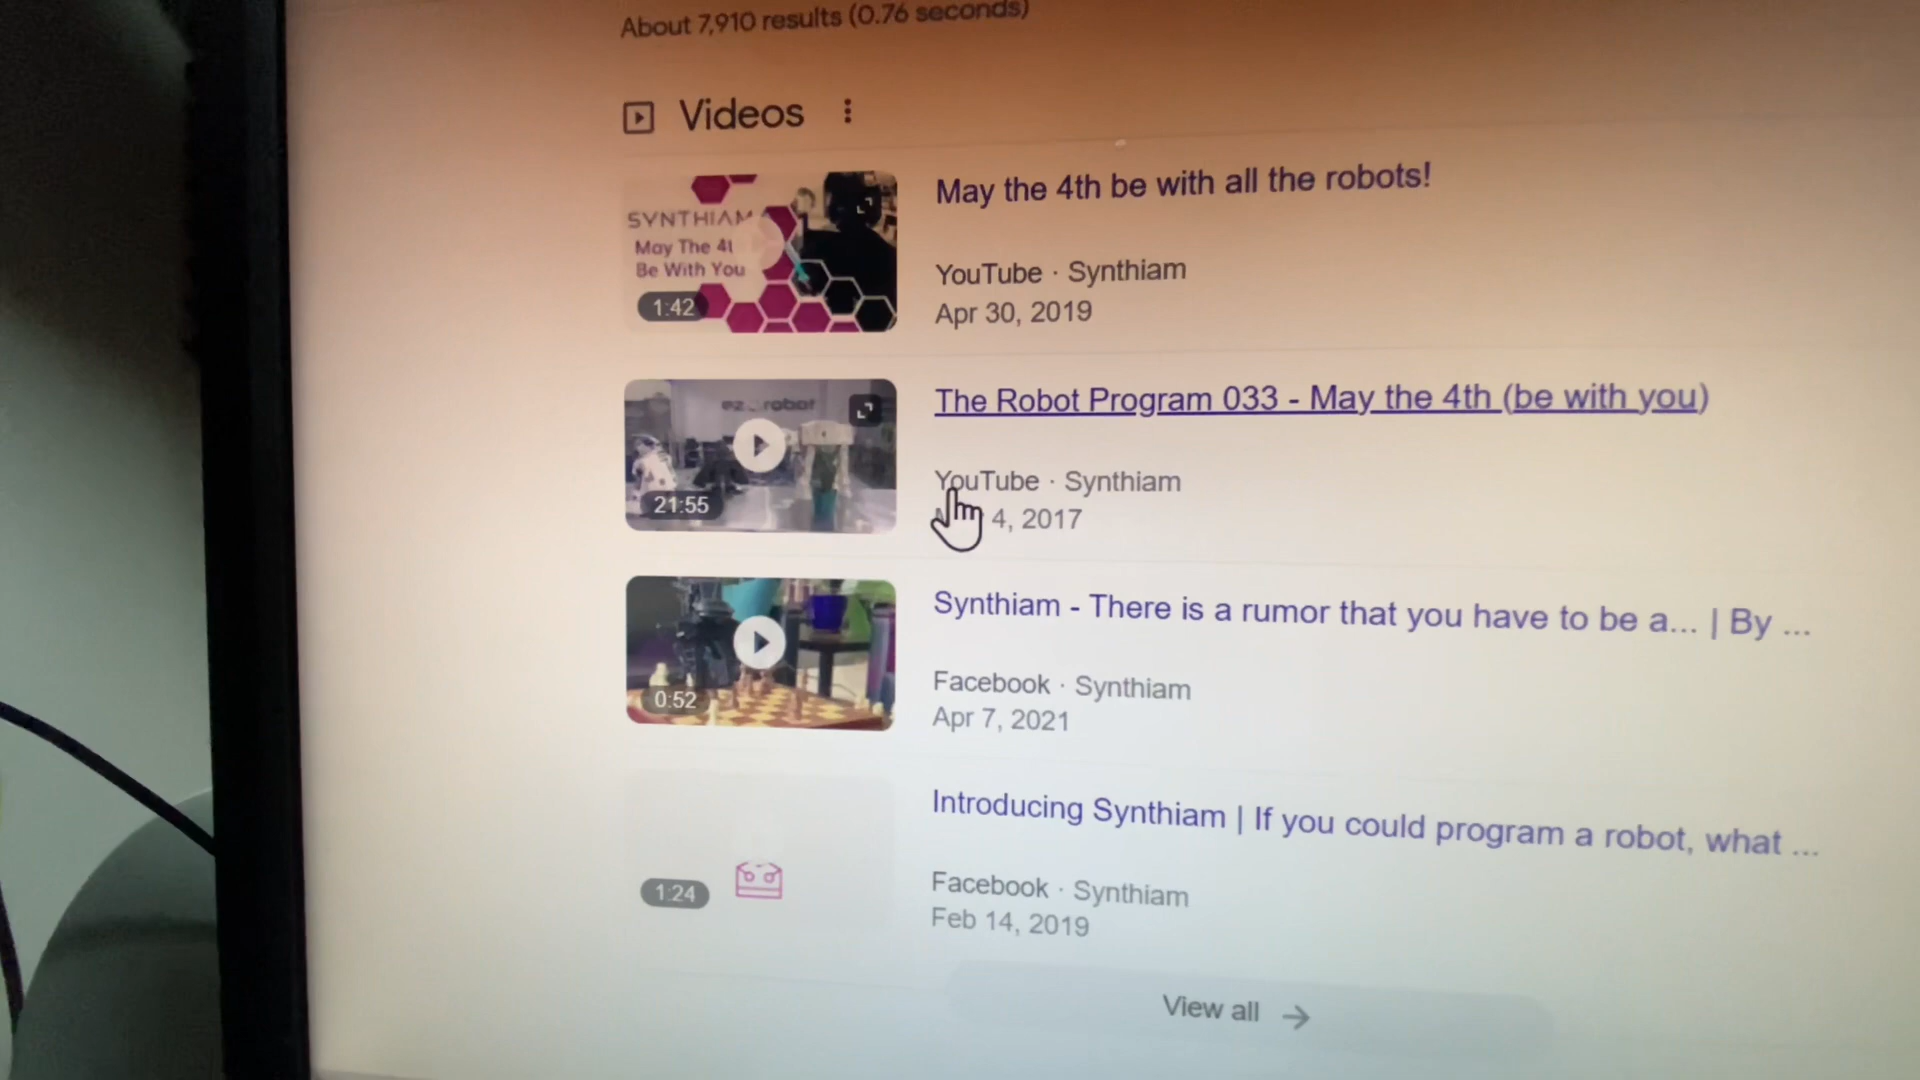 About 7,910 results (0.76 seconds)
Videos
SYNTHIAM
May The 4t
Be With You
1:42
May the 4th be with all the robots!
YouTube · Synthiam
Apr 30, 2019
ez robot
21:55
The Robot Program 033 - May the 4th (be with you)
YouTube · Synthiam
4, 2017
0:52
Synthiam - There is a rumor that you have to be a... | By ...
Facebook · Synthiam
Apr 7, 2021
1:24
Introducing Synthiam | If you could program a robot, what ...
Facebook · Synthiam
Feb 14, 2019
View all